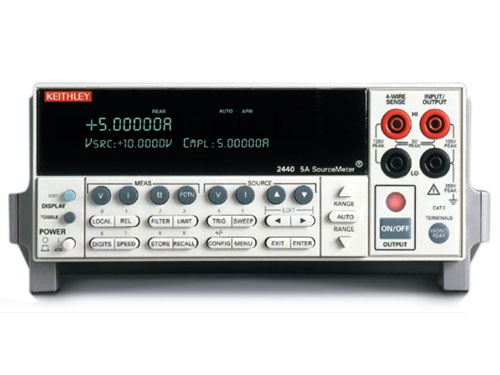 KEITHLEY
4-WIRE SENSE
INPUT/ OUTPUT
REAR AUTO ARM
+5.00000A
VSRC:+10.0000V CMPL:5.00000A
HI
LO
2440 5A SourceMeter
MEAS
SOURCE
EDIT
DISPLAY
TOGGLE
POWER
V I Ω FCTN V I
LOCAL REL FILTER LIMIT TRIG SWEEP
DIGITS SPEED STORE RECALL CONFIG MENU EXIT ENTER
RANGE
AUTO
RANGE
ON/OFF
OUTPUT
250V PEAK
CAT I
TERMINALS
FRONT/